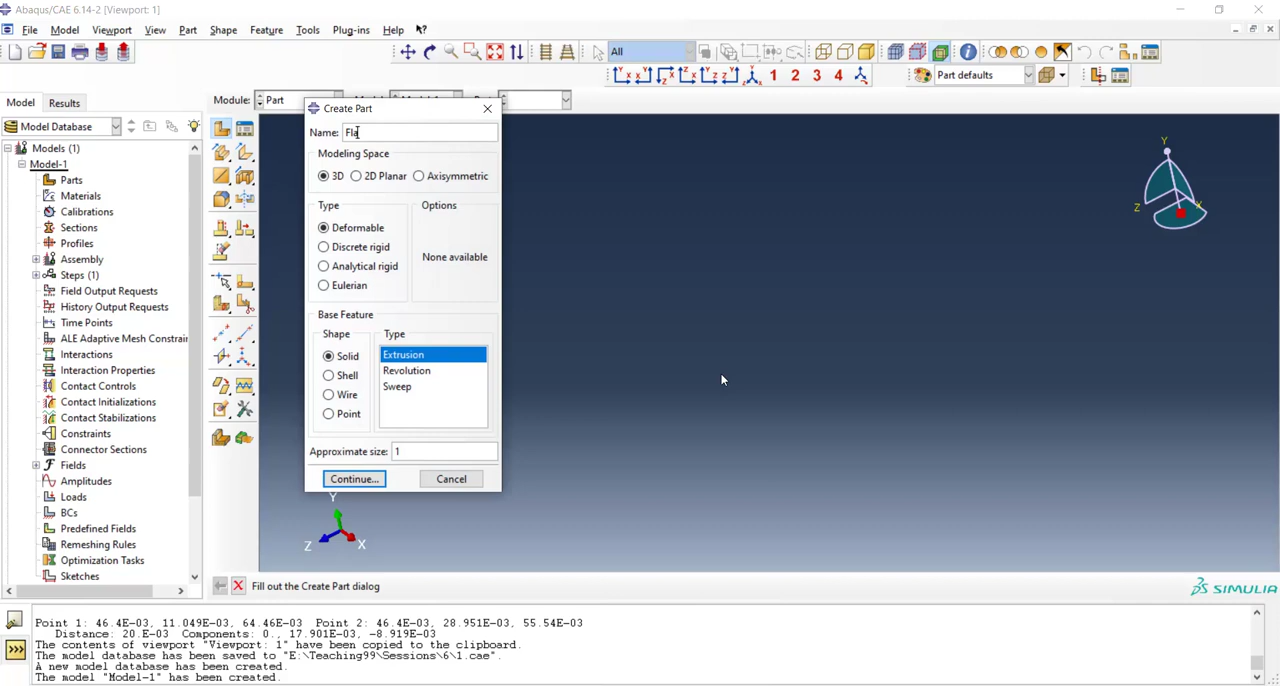 Abaqus/CAE 6.14-2 [Viewport: 1]
File Model Viewport View Part Shape Feature Tools Plug-ins Help
All
1 2 3 4
Part defaults
Model Results
Module: Part
Model Database
Models (1)
Model-1
Parts
Materials
Calibrations
Sections
Profiles
Assembly
Steps (1)
Field Output Requests
History Output Requests
Time Points
ALE Adaptive Mesh Constrain
Interactions
Interaction Properties
Contact Controls
Contact Initializations
Contact Stabilizations
Constraints
Connector Sections
Fields
Amplitudes
Loads
BCs
Predefined Fields
Remeshing Rules
Optimization Tasks
Sketches
Create Part
Name: Fla
Modeling Space
3D 2D Planar Axisymmetric
Type
Options
Deformable
Discrete rigid
Analytical rigid
Eulerian
None available
Base Feature
Shape
Type
Solid
Shell
Wire
Point
Extrusion
Revolution
Sweep
Approximate size: 1
Continue... Cancel
Y
Z
X
Y
Z
X
Fill out the Create Part dialog
SIMULIA
Point 1: 46.4E-03, 11.049E-03, 64.46E-03 Point 2: 46.4E-03, 28.951E-03, 55.54E-03
Distance: 20.E-03 Components: 0., 17.901E-03, -8.919E-03
The contents of viewport "Viewport: 1" have been copied to the clipboard.
The model database has been saved to "E:\Teaching99\Sessions\6\1.cae".
A new model database has been created.
The model "Model-1" has been created.